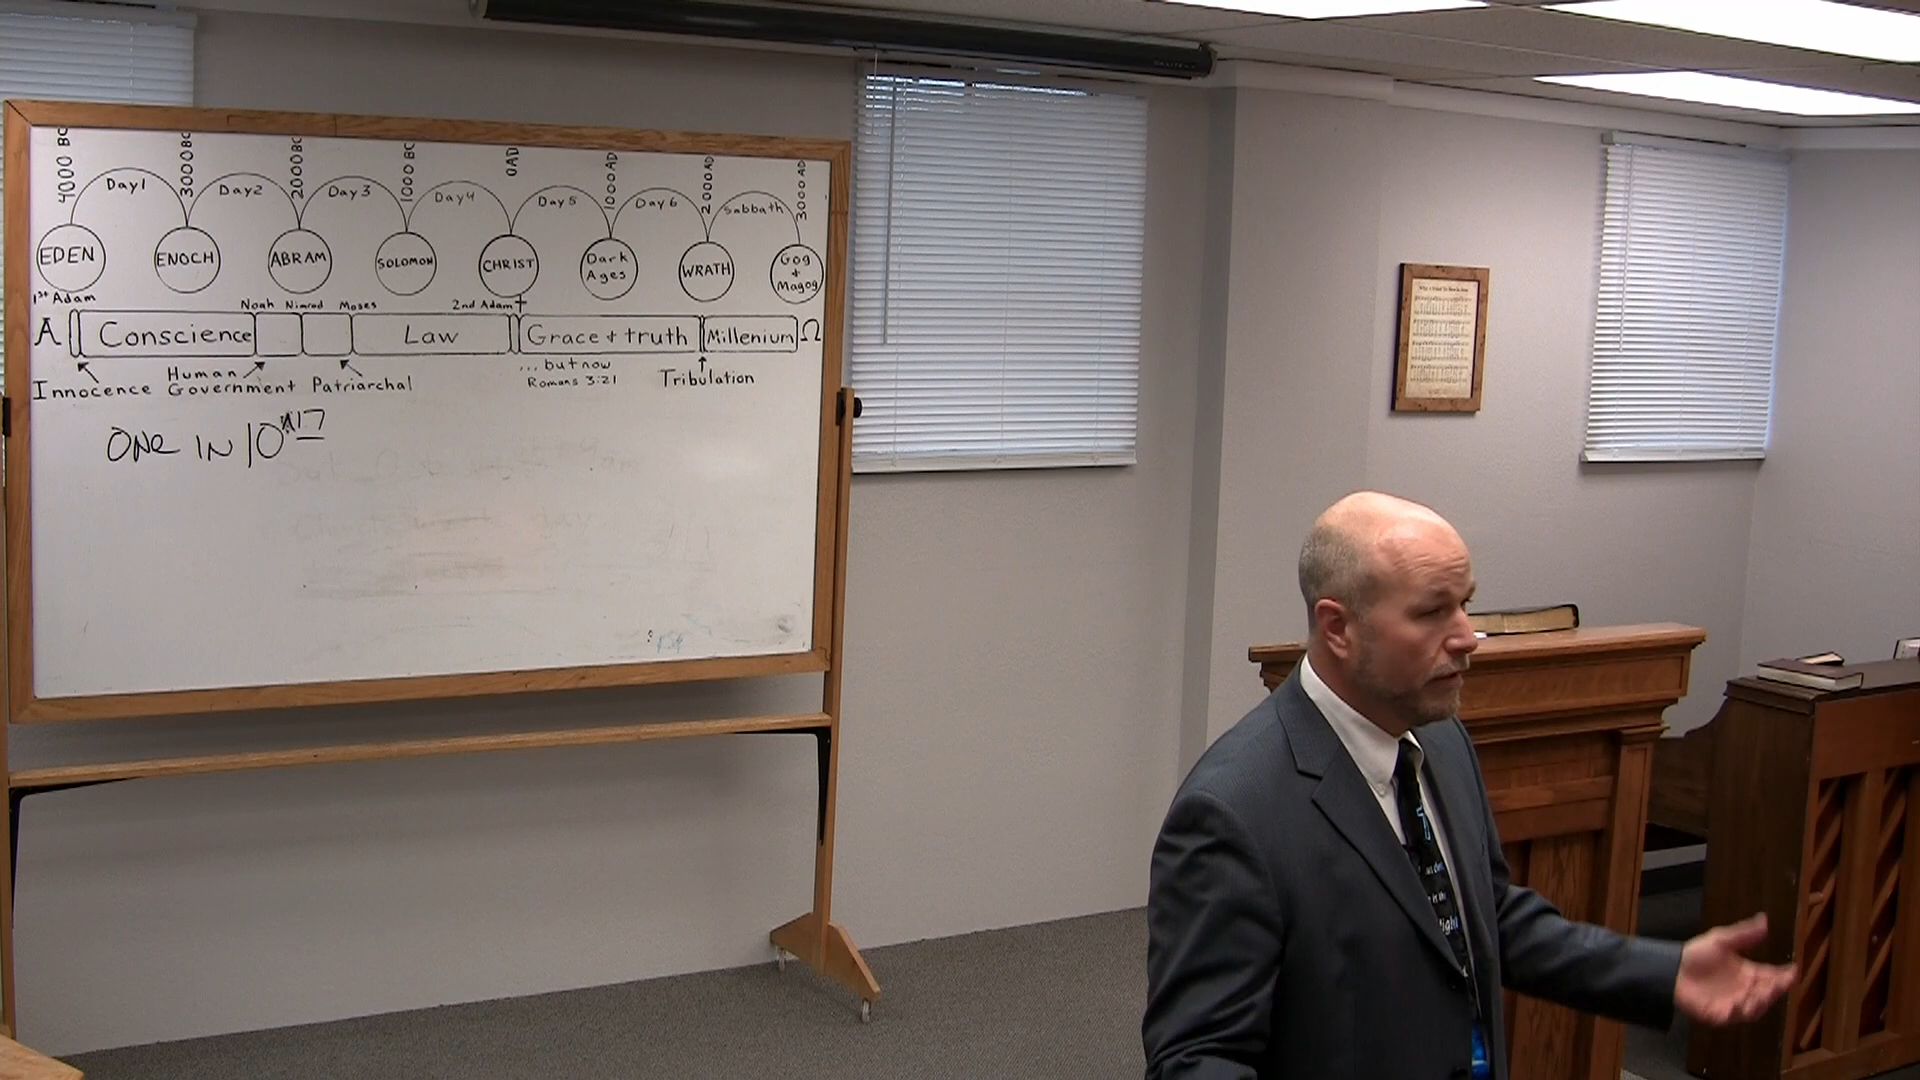 4000 BC 3000 BC 2000 BC 1000 BC 0 AD 1000 AD 2000 AD 3000 AD
Day 1 Day 2 Day 3 Day 4 Day 5 Day 6 Sabbath
EDEN ENOCH ABRAM SOLOMON CHRIST Dark Ages WRATH Gog + Magog
1st Adam Noah Nimrod Moses 2nd Adam
A Conscience Law Grace + truth Millenium Ω
Innocence Human Government Patriarchal ...but now Romans 3:21 Tribulation
ONE IN 10^17